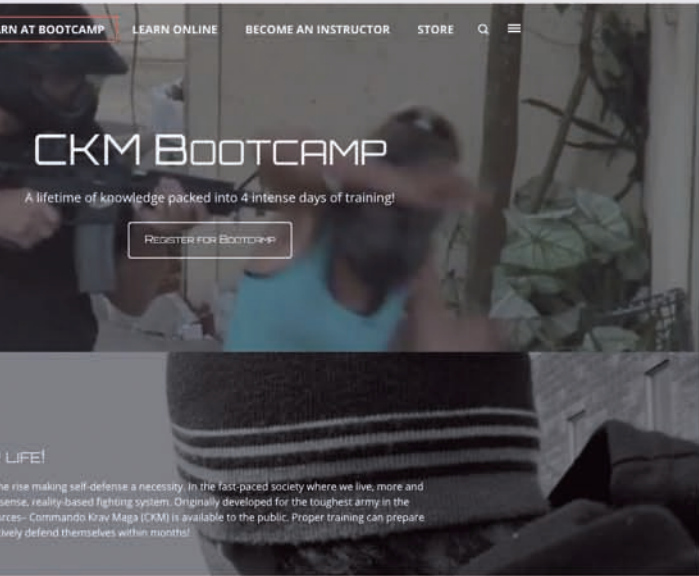 RN AT BOOTCAMP LEARN ONLINE BECOME AN INSTRUCTOR STORE
CKM BOOTCAMP
A lifetime of knowledge packed into 4 intense days of training!
REGISTER FOR BOOTCAMP
LIFE!
he rise making self-defense a necessity. In the fast-paced society where we live, more and
sense, reality-based fighting system. Originally developed for the toughest army in the
rces– Commando Krav Maga (CKM) is available to the public. Proper training can prepare
tively defend themselves within months!